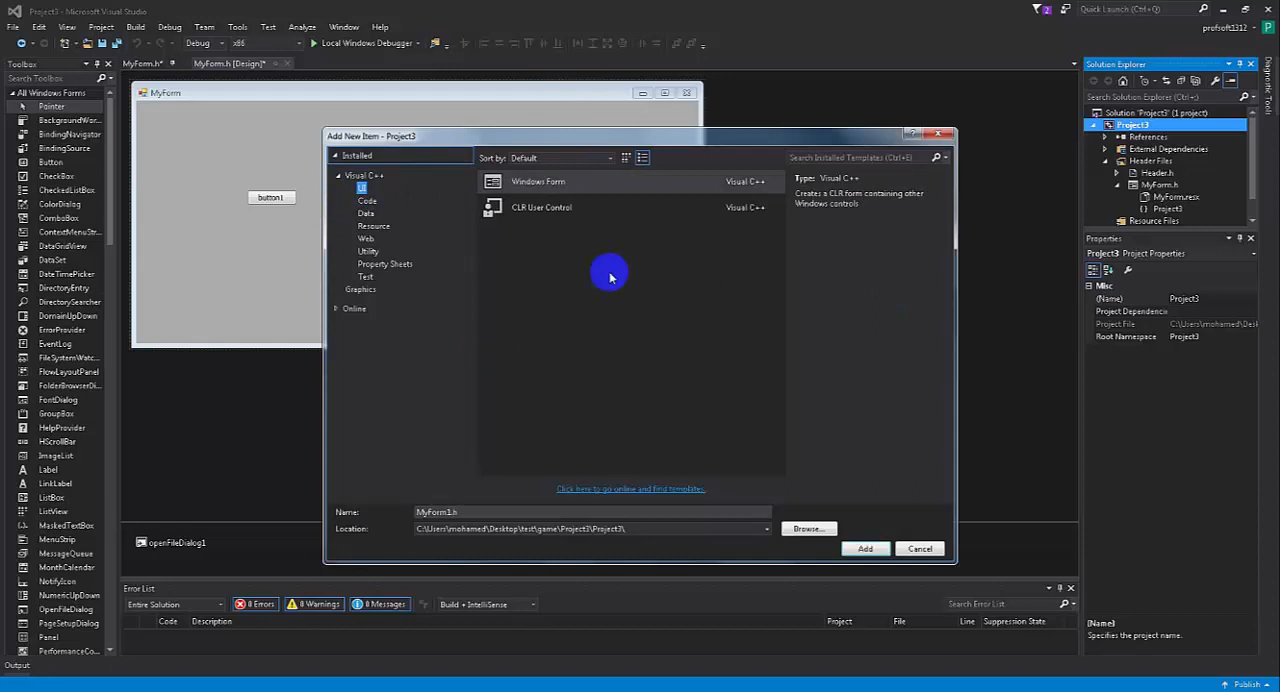 Project3 - Microsoft Visual Studio
Quick Launch (Ctrl+Q)
File Edit View Project Build Debug Team Tools Test Analyze Window Help
profsoft1312
Debug x86 Local Windows Debugger
Toolbox
Search Toolbox
All Windows Forms
Pointer
BackgroundWor...
BindingNavigator
BindingSource
Button
CheckBox
CheckedListBox
ColorDialog
ComboBox
ContextMenuStr...
DataGridView
DataSet
DateTimePicker
DirectoryEntry
DirectorySearcher
DomainUpDown
ErrorProvider
EventLog
FileSystemWatc...
FlowLayoutPanel
FolderBrowserDi...
FontDialog
GroupBox
HelpProvider
HScrollBar
ImageList
Label
LinkLabel
ListBox
ListView
MaskedTextBox
MenuStrip
MessageQueue
MonthCalendar
NotifyIcon
NumericUpDown
OpenFileDialog
PageSetupDialog
Panel
PerformanceCo...
Output
MyForm.h* MyForm.h [Design]*
MyForm
button1
openFileDialog1
Add New Item - Project3
Installed
Visual C++
UI
Code
Data
Resource
Web
Utility
Property Sheets
Test
Graphics
Online
Sort by: Default
Search Installed Templates (Ctrl+E)
Windows Form Visual C++
CLR User Control Visual C++
Type: Visual C++
Creates a CLR form containing other
Windows controls
Click here to go online and find templates.
Name: MyForm1.h
Location: C:\Users\mohamed\Desktop\test\game\Project3\Project3\
Browse...
Add Cancel
Error List
Entire Solution 0 Errors 0 Warnings 0 Messages Build + IntelliSense Search Error List
Code Description Project File Line Suppression State
Solution Explorer
Search Solution Explorer (Ctrl+;)
Solution 'Project3' (1 project)
Project3
References
External Dependencies
Header Files
Header.h
MyForm.h
MyForm.resx
Project3
Resource Files
Properties
Project3 Project Properties
Misc
(Name) Project3
Project Dependencie
Project File C:\Users\mohamed\Desk
Root Namespace Project3
(Name)
Specifies the project name.
Diagnostic Tools
Publish